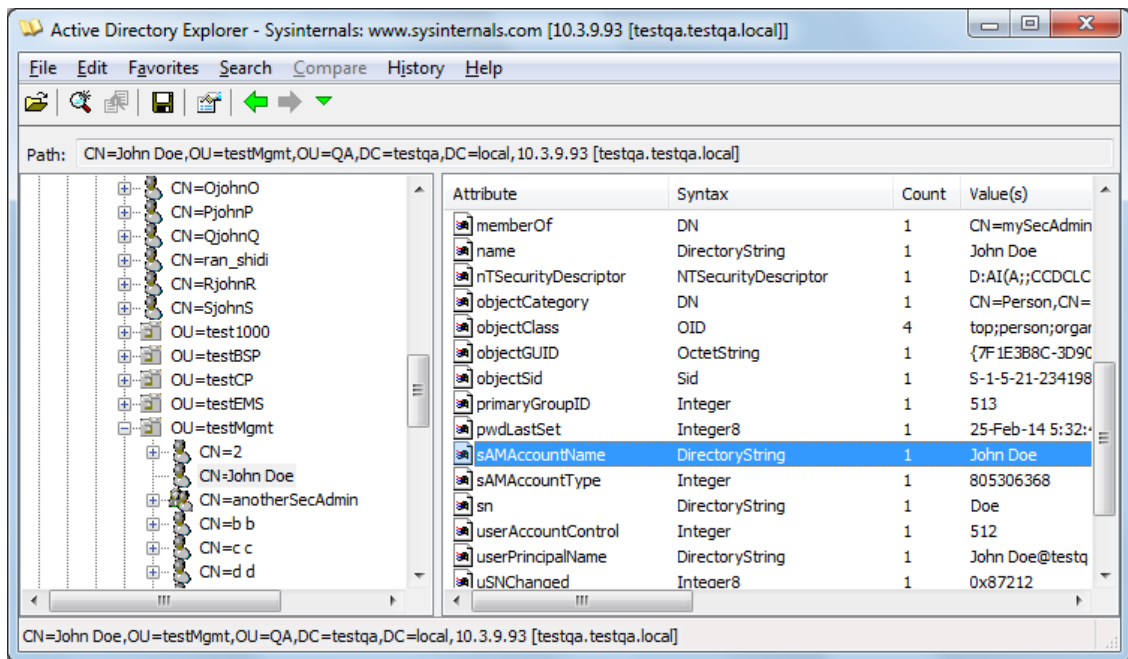 Active Directory Explorer - Sysinternals: www.sysinternals.com [10.3.9.93 [testqa.testqa.local]]
File Edit Favorites Search Compare History Help
Path: CN=John Doe,OU=testMgmt,OU=QA,DC=testqa,DC=local,10.3.9.93 [testqa.testqa.local]
CN=OjohnO
CN=PjohnP
CN=QjohnQ
CN=ran_shidi
CN=RjohnR
CN=SjohnS
OU=test1000
OU=testBSP
OU=testCP
OU=testEMS
OU=testMgmt
CN=2
CN=John Doe
CN=anotherSecAdmin
CN=b b
CN=c c
CN=d d
Attribute Syntax Count Value(s)
memberOf DN 1 CN=mySecAdmin
name DirectoryString 1 John Doe
nTSecurityDescriptor NTSecurityDescriptor 1 D:AI(A;;CCDCLC
objectCategory DN 1 CN=Person,CN=
objectClass OID 4 top;person;organ
objectGUID OctetString 1 {7F1E3B8C-3D90
objectSid Sid 1 S-1-5-21-234198
primaryGroupID Integer 1 513
pwdLastSet Integer8 1 25-Feb-14 5:32:4
sAMAccountName DirectoryString 1 John Doe
sAMAccountType Integer 1 805306368
sn DirectoryString 1 Doe
userAccountControl Integer 1 512
userPrincipalName DirectoryString 1 John Doe@testq
uSNChanged Integer8 1 0x87212
CN=John Doe,OU=testMgmt,OU=QA,DC=testqa,DC=local,10.3.9.93 [testqa.testqa.local]